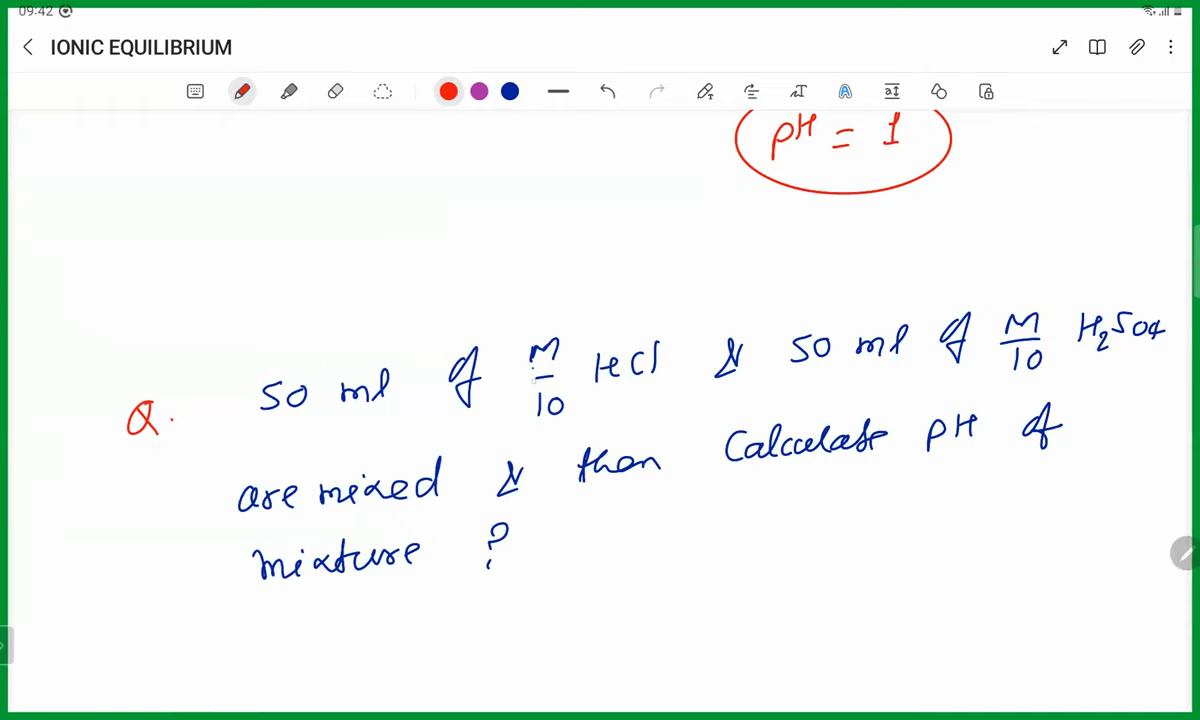 09:42
IONIC EQUILIBRIUM
pH = 1
Q. 50 ml of M/10 HCl & 50 ml of M/10 H₂SO₄
are mixed & then Calculate pH of
mixture ?